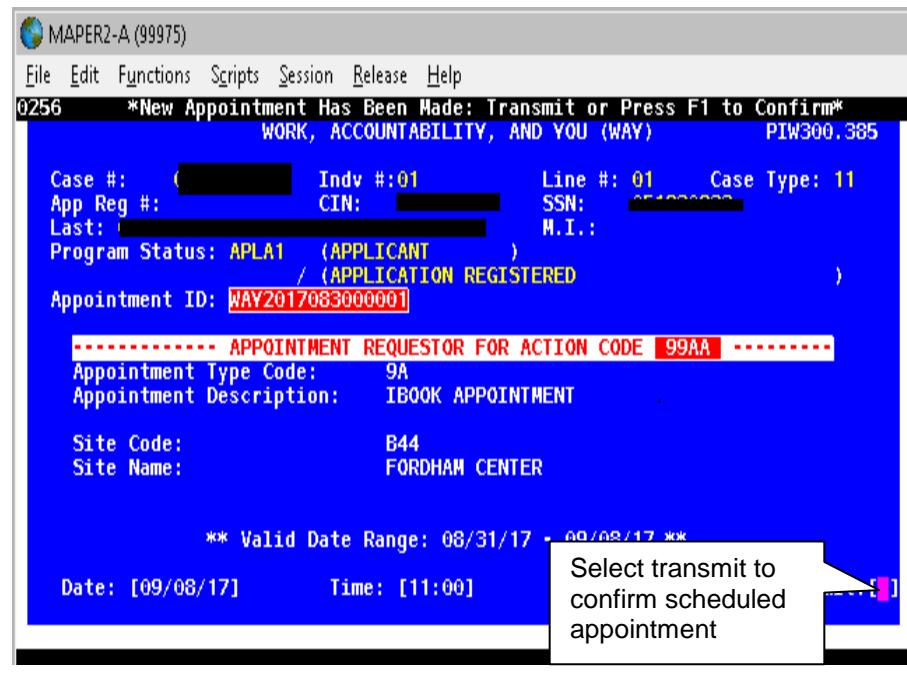 MAPER2-A (99975)
File Edit Functions Scripts Session Release Help
0256 *New Appointment Has Been Made: Transmit or Press F1 to Confirm*
WORK, ACCOUNTABILITY, AND YOU (WAY) PIW300.385
Case #: Indv #:01 Line #: 01 Case Type: 11
App Reg #: CIN: SSN:
Last: M.I.:
Program Status: APLA1 (APPLICANT )
/ (APPLICATION REGISTERED )
Appointment ID: WAY2017083000001
------------- APPOINTMENT REQUESTOR FOR ACTION CODE 99AA ---------
Appointment Type Code: 9A
Appointment Description: IBOOK APPOINTMENT
Site Code: B44
Site Name: FORDHAM CENTER
** Valid Date Range: 08/31/17 - 09/08/17 **
Date: [09/08/17] Time: [11:00] [ ]
Select transmit to
confirm scheduled
appointment